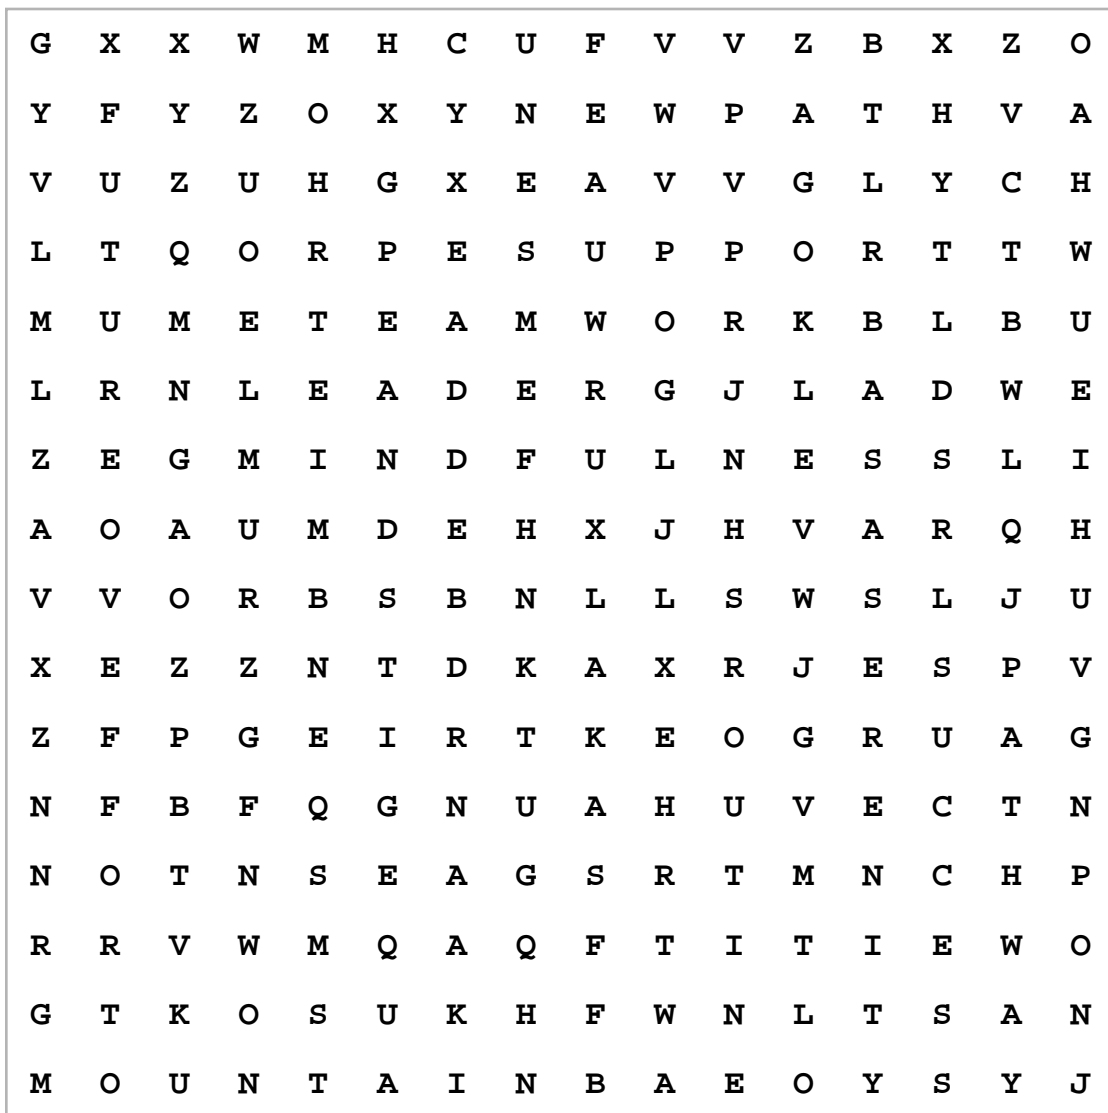 G X X W M H C U F V V Z B X Z O
Y F Y Z O X Y N E W P A T H V A
V U Z U H G X E A V V G L Y C H
L T Q O R P E S U P P O R T T W
M U M E T E A M W O R K B L B U
L R N L E A D E R G J L A D W E
Z E G M I N D F U L N E S S L I
A O A U M D E H X J H V A R Q H
V V O R B S B N L L S W S L J U
X E Z Z N T D K A X R J E S P V
Z F P G E I R T K E O G R U A G
N F B F Q G N U A H U V E C T N
N O T N S E A G S R T M N C H P
R R V W M Q A Q F T I T I E W O
G T K O S U K H F W N L T S A N
M O U N T A I N B A E O Y S Y J